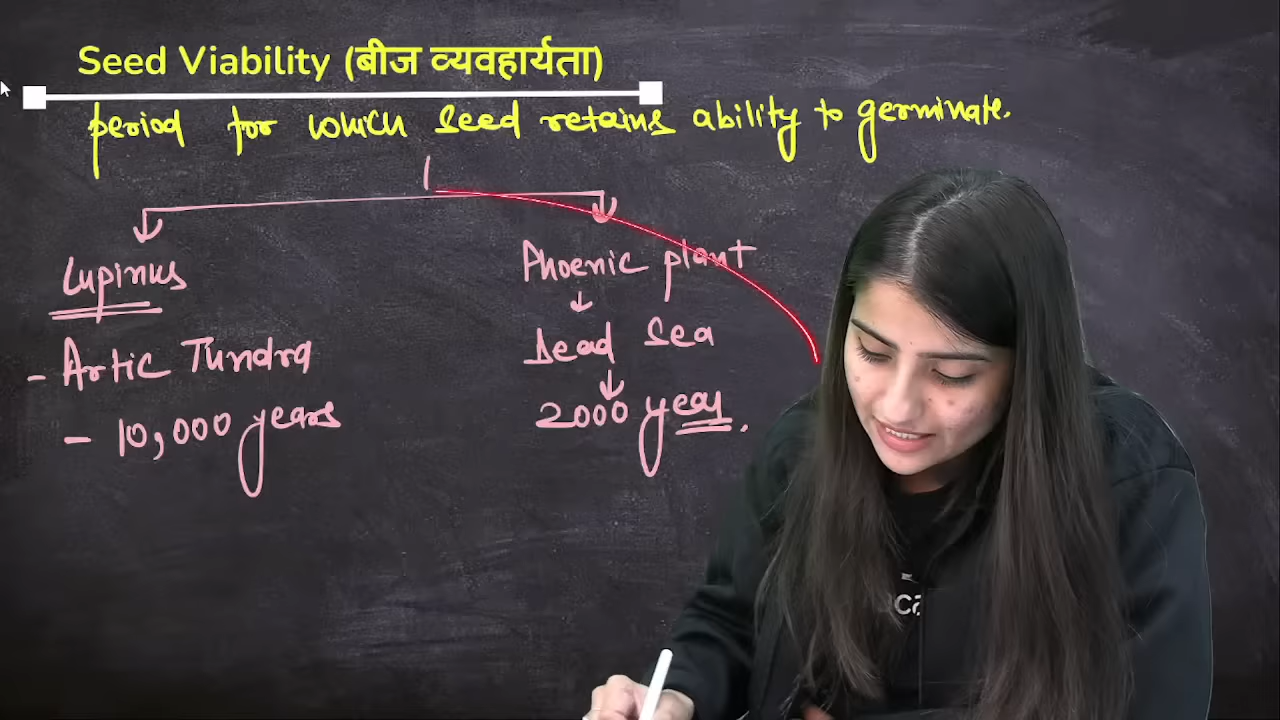 Seed Viability (बीज व्यवहार्यता)
period for which seed retains ability to germinate.
Lupinus
- Artic Tundra
- 10,000 years
Phoenic plant
Dead Sea
2000 year.